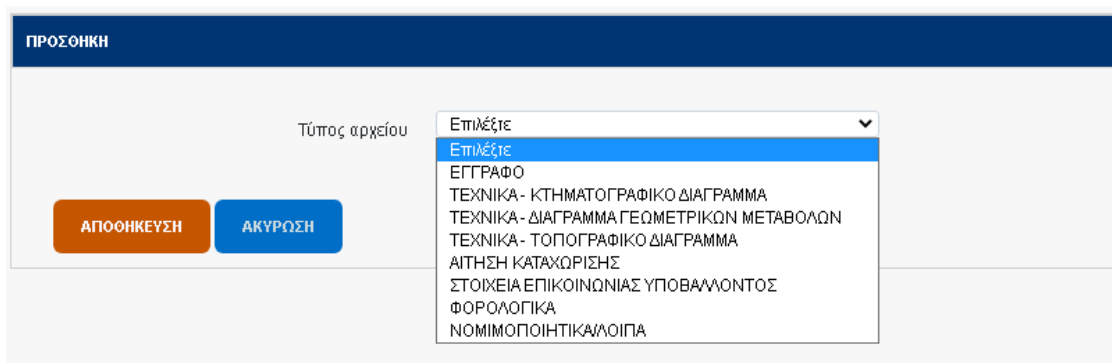 ΠΡΟΣΘΗΚΗ
Τύπος αρχείου
Επιλέξτε
Επιλέξτε
ΕΓΓΡΑΦΟ
ΤΕΧΝΙΚΑ - ΚΤΗΜΑΤΟΓΡΑΦΙΚΟ ΔΙΑΓΡΑΜΜΑ
ΤΕΧΝΙΚΑ - ΔΙΑΓΡΑΜΜΑ ΓΕΩΜΕΤΡΙΚΩΝ ΜΕΤΑΒΟΛΩΝ
ΤΕΧΝΙΚΑ - ΤΟΠΟΓΡΑΦΙΚΟ ΔΙΑΓΡΑΜΜΑ
ΑΙΤΗΣΗ ΚΑΤΑΧΩΡΙΣΗΣ
ΣΤΟΙΧΕΙΑ ΕΠΙΚΟΙΝΩΝΙΑΣ ΥΠΟΒΑΛΛΟΝΤΟΣ
ΦΟΡΟΛΟΓΙΚΑ
ΝΟΜΙΜΟΠΟΙΗΤΙΚΑ/ΛΟΙΠΑ
ΑΠΟΘΗΚΕΥΣΗ
ΑΚΥΡΩΣΗ